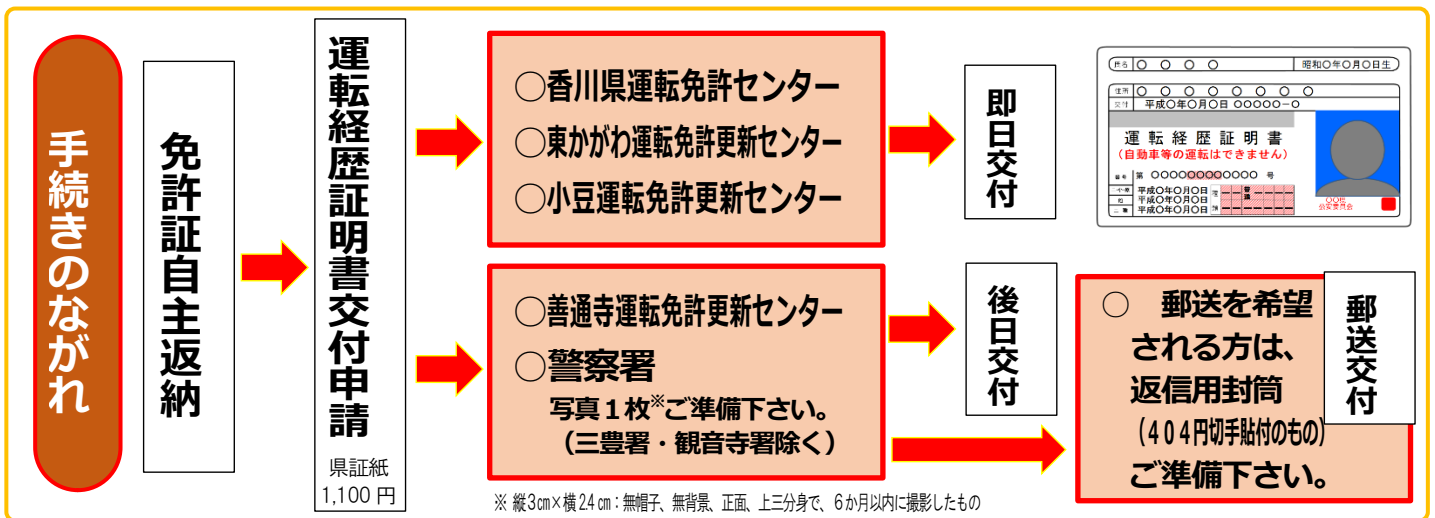 手続きのながれ
免許証自主返納
運転経歴証明書交付申請
県証紙
1,100 円
○香川県運転免許センター
○東かがわ運転免許更新センター
○小豆運転免許更新センター
即日交付
氏名 ○ ○ ○ ○ 昭和○年○月○日生
住所 ○ ○ ○ ○ ○ ○ ○ ○
交付 平成○年○月○日 ○○○○○-○
運転経歴証明書
(自動車等の運転はできません)
番号 第 ○○○○○○○○○○○○ 号
平成○年○月○日
他 平成○年○月○日
二種 平成○年○月○日
種類
○○県
公安委員会
○善通寺運転免許更新センター
○警察署
写真１枚※ご準備下さい。
（三豊署・観音寺署除く）
後日交付
○ 郵送を希望
される方は、
返信用封筒
（４０４円切手貼付のもの）
ご準備下さい。
郵送交付
※ 縦３㎝×横 2.4 ㎝：無帽子、無背景、正面、上三分身で、６か月以内に撮影したもの